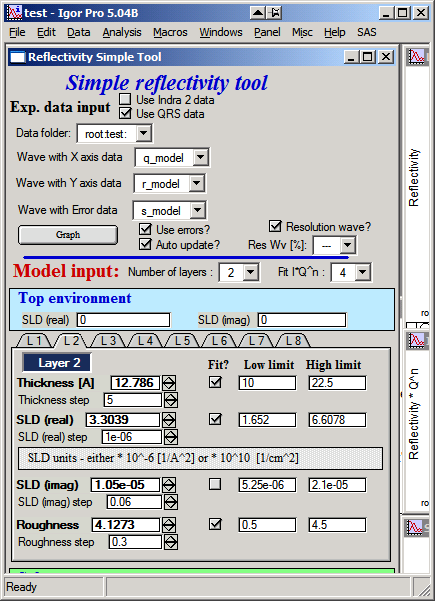 test - Igor Pro 5.04B
File Edit Data Analysis Macros Windows Panel Misc Help SAS
Reflectivity Simple Tool
Simple reflectivity tool
Exp. data input
Use Indra 2 data
Use QRS data
Data folder: root:test:
Wave with X axis data q_model
Wave with Y axis data r_model
Wave with Error data s_model
Use errors? Resolution wave?
Graph
Auto update? Res Wv [%]: ---
Model input: Number of layers : 2 Fit I*Q^n : 4
Top environment
SLD (real) 0 SLD (imag) 0
L 1 L 2 L 3 L 4 L 5 L 6 L 7 L 8
Layer 2 Fit? Low limit High limit
Thickness [A] 12.786 10 22.5
Thickness step 5
SLD (real) 3.3039 1.652 6.6078
SLD (real) step 1e-06
SLD units - either * 10^-6 [1/A^2] or * 10^10 [1/cm^2]
SLD (imag) 1.05e-05 5.25e-06 2.1e-05
SLD (imag) step 0.06
Roughness 4.1273 0.5 4.5
Roughness step 0.3
Ready
Reflectivity
ro
Reflectivity * Q^n
ro